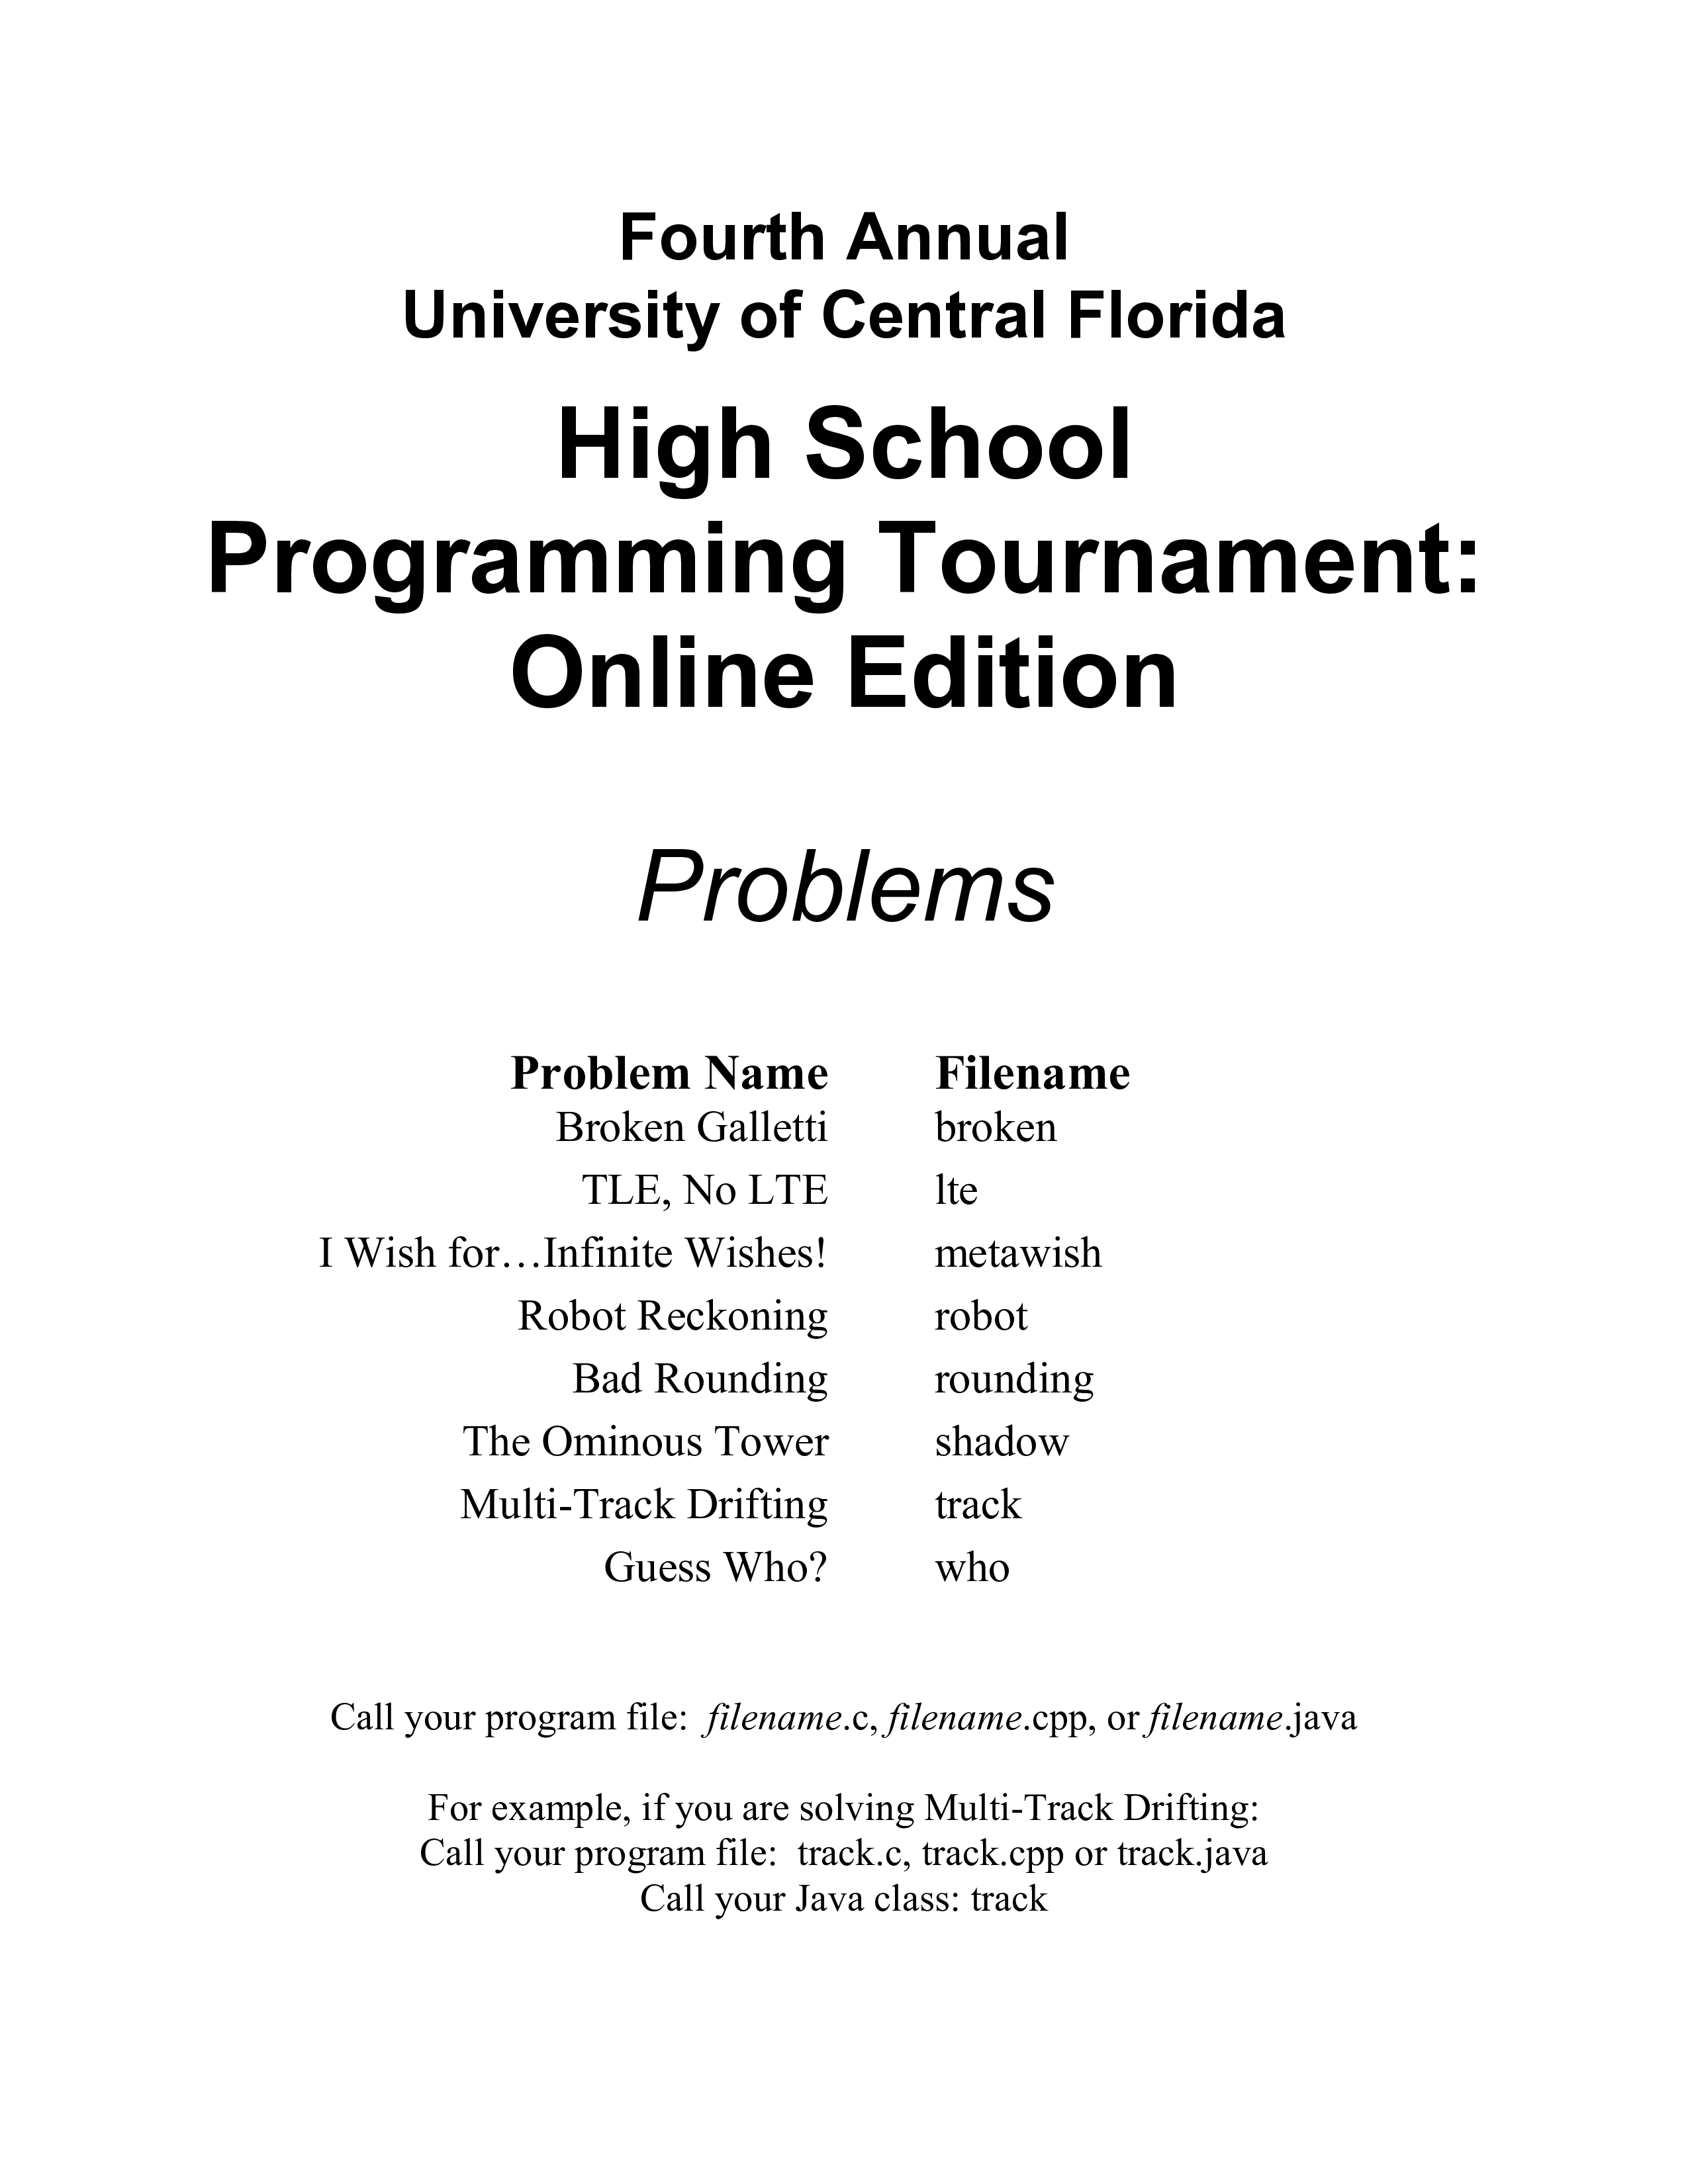 Fourth Annual
University of Central Florida
High School
Programming Tournament:
Online Edition
Problems
Problem Name Filename
Broken Galletti broken
TLE, No LTE lte
I Wish for…Infinite Wishes! metawish
Robot Reckoning robot
Bad Rounding rounding
The Ominous Tower shadow
Multi-Track Drifting track
Guess Who? who
Call your program file:  filename.c, filename.cpp, or filename.java
For example, if you are solving Multi-Track Drifting:
Call your program file:  track.c, track.cpp or track.java
Call your Java class: track